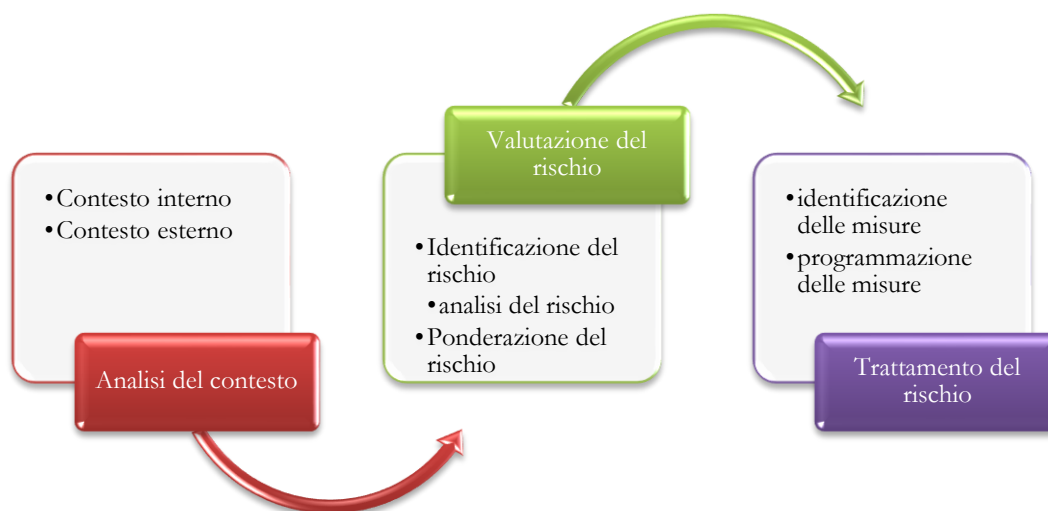 •Contesto interno
•Contesto esterno
Analisi del contesto
Valutazione del
rischio
•Identificazione del
rischio
•analisi del rischio
•Ponderazione del
rischio
•identificazione
delle misure
•programmazione
delle misure
Trattamento del
rischio